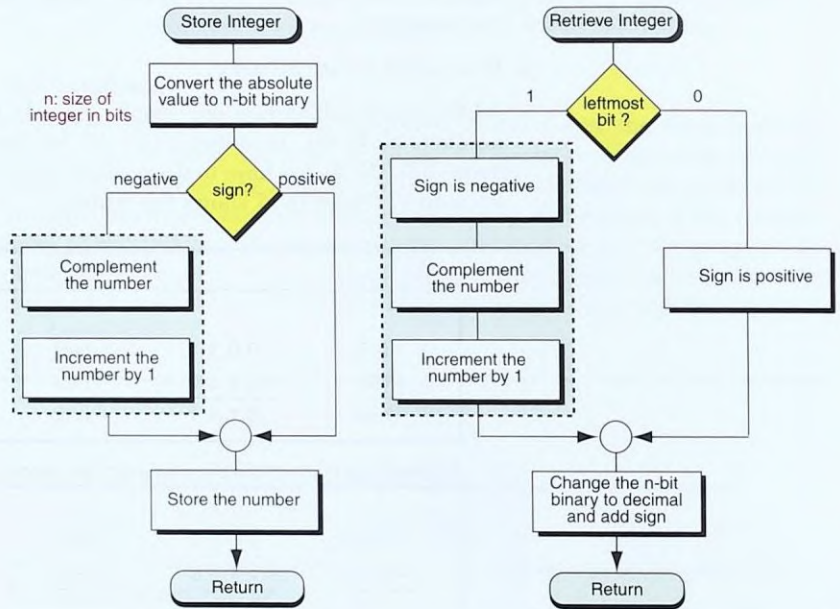 Store Integer
Convert the absolute
value to n-bit binary
n: size of
integer in bits
negative
sign?
positive
Complement
the number
Increment the
number by 1
Store the number
Return
Retrieve Integer
leftmost
bit ?
1
0
Sign is negative
Complement
the number
Increment the
number by 1
Sign is positive
Change the n-bit
binary to decimal
and add sign
Return